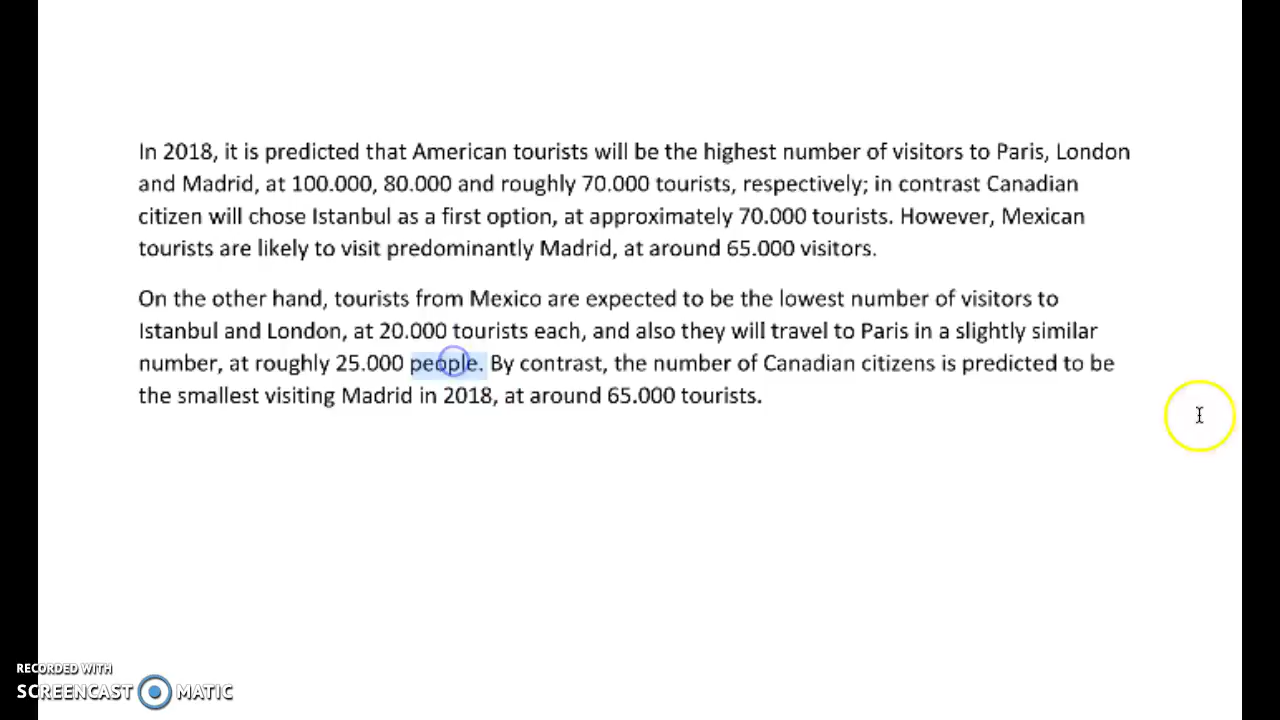 In 2018, it is predicted that American tourists will be the highest number of visitors to Paris, London
and Madrid, at 100.000, 80.000 and roughly 70.000 tourists, respectively; in contrast Canadian
citizen will chose Istanbul as a first option, at approximately 70.000 tourists. However, Mexican
tourists are likely to visit predominantly Madrid, at around 65.000 visitors.
On the other hand, tourists from Mexico are expected to be the lowest number of visitors to
Istanbul and London, at 20.000 tourists each, and also they will travel to Paris in a slightly similar
number, at roughly 25.000 people. By contrast, the number of Canadian citizens is predicted to be
the smallest visiting Madrid in 2018, at around 65.000 tourists.
RECORDED WITH
SCREENCAST MATIC